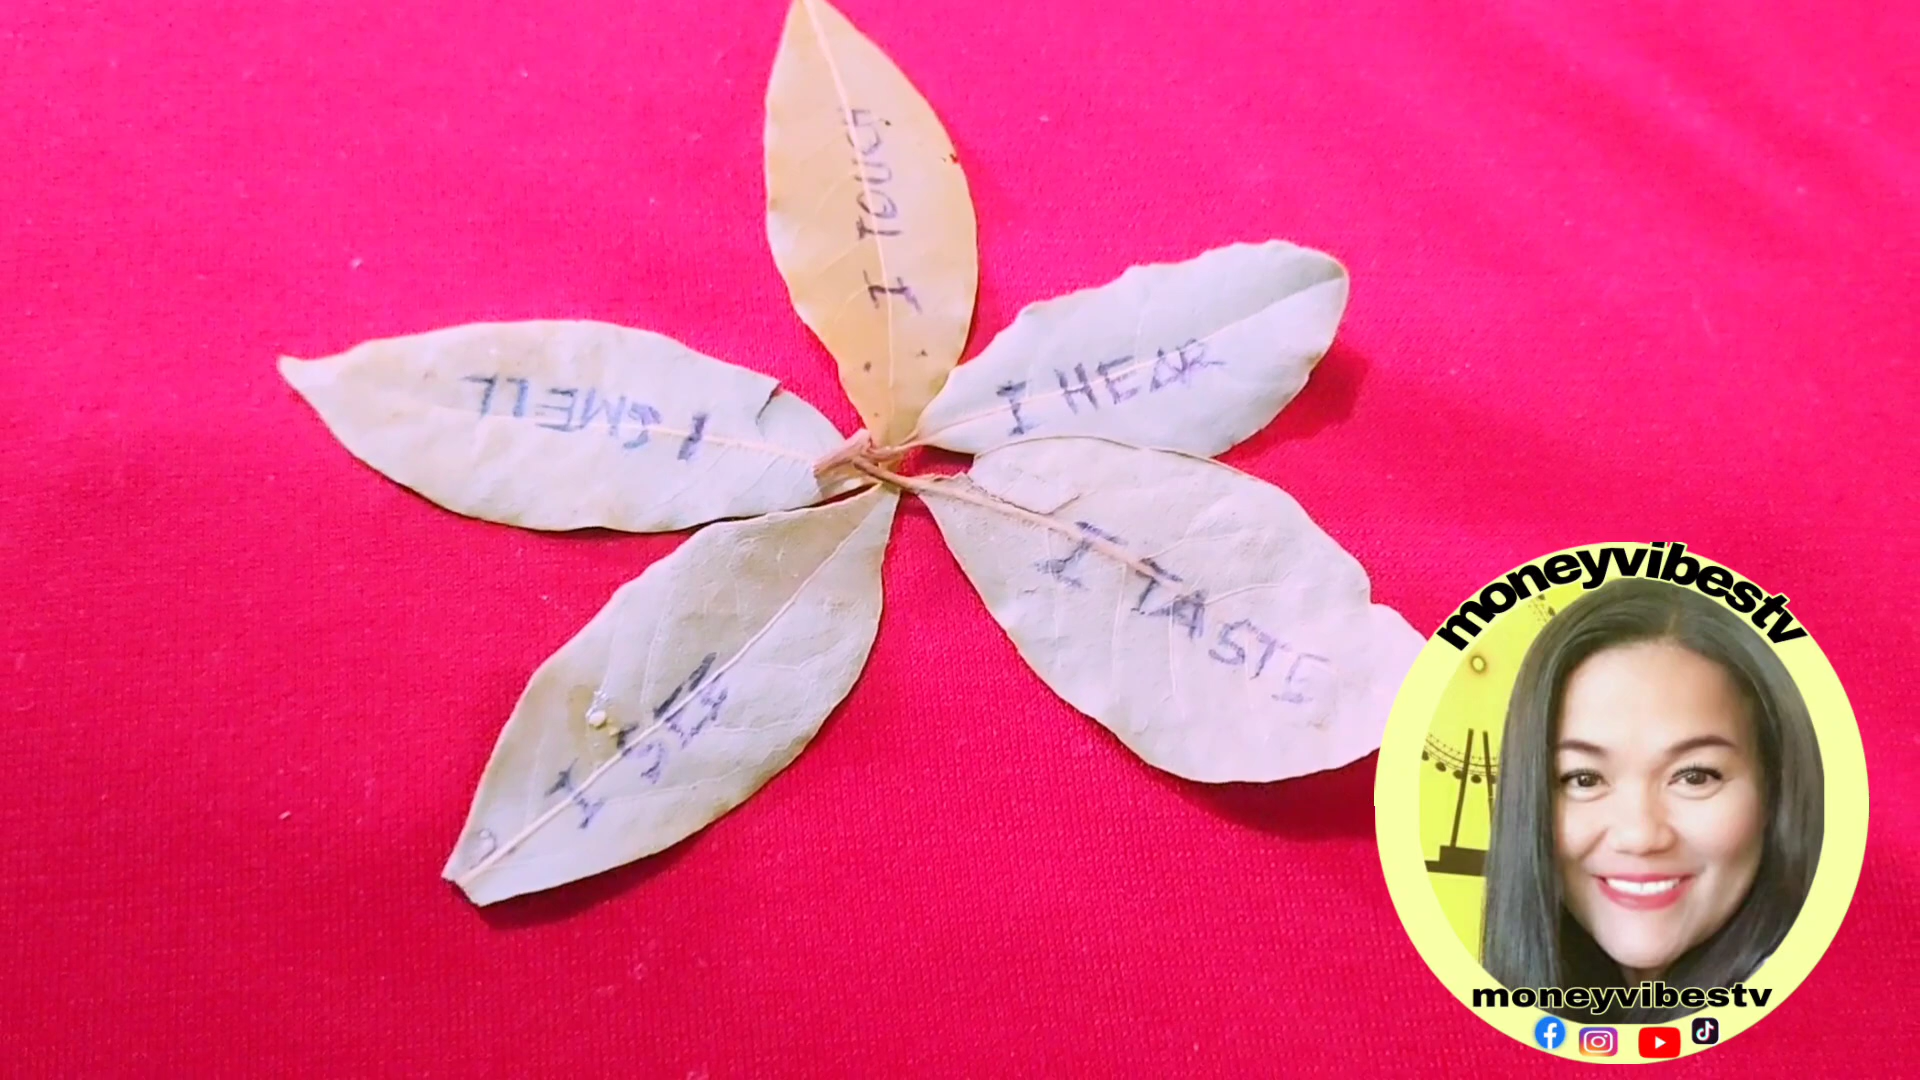 I TOUCH
I HEAR
I SMELL
I TASTE
moneyvibestv
moneyvibestv